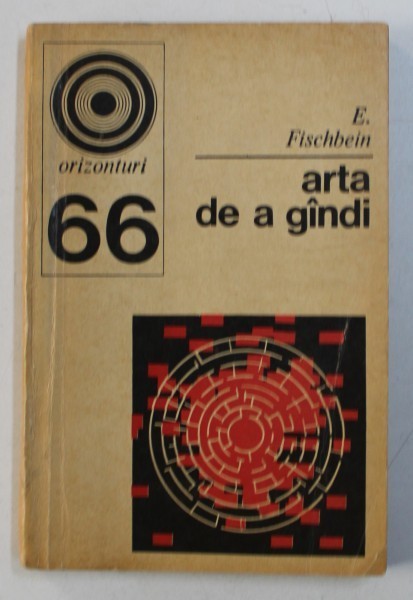 orizonturi
66
E.
Fischbein
arta
de a gîndi